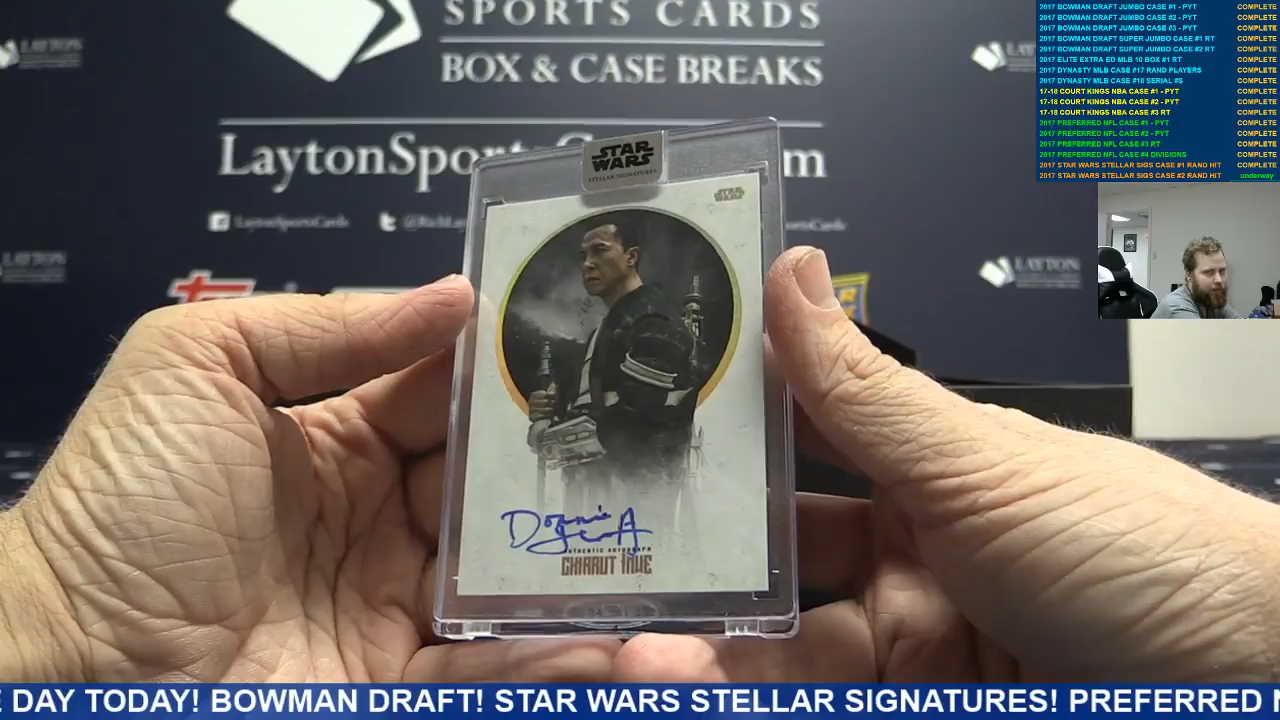 SPORTS CARDS
BOX & CASE BREAKS
LaytonSportsC
m
LaytonSportsCards
LAYTON
LAYTON
LAYTON
STAR
WARS
STELLAR SIGNATURES
STAR
WARS
Donnie
AUTHENTIC AUTOGRAPH
CHIRRUT ÎMWE
2017 BOWMAN DRAFT JUMBO CASE #1 - PYT COMPLETE
2017 BOWMAN DRAFT JUMBO CASE #2 - PYT COMPLETE
2017 BOWMAN DRAFT JUMBO CASE #3 - PYT COMPLETE
2017 BOWMAN DRAFT SUPER JUMBO CASE #1 RT COMPLETE
2017 BOWMAN DRAFT SUPER JUMBO CASE #2 RT COMPLETE
2017 ELITE EXTRA ED MLB 10 BOX #1 RT COMPLETE
2017 DYNASTY MLB CASE #17 RAND PLAYERS COMPLETE
2017 DYNASTY MLB CASE #18 SERIAL #S COMPLETE
17-18 COURT KINGS NBA CASE #1 - PYT COMPLETE
17-18 COURT KINGS NBA CASE #2 - PYT COMPLETE
17-18 COURT KINGS NBA CASE #3 RT COMPLETE
2017 PREFERRED NFL CASE #1 - PYT COMPLETE
2017 PREFERRED NFL CASE #2 - PYT COMPLETE
2017 PREFERRED NFL CASE #3 RT COMPLETE
2017 PREFERRED NFL CASE #4 DIVISIONS COMPLETE
2017 STAR WARS STELLAR SIGS CASE #1 RAND HIT COMPLETE
2017 STAR WARS STELLAR SIGS CASE #2 RAND HIT underway
E DAY TODAY! BOWMAN DRAFT! STAR WARS STELLAR SIGNATURES! PREFERRED N